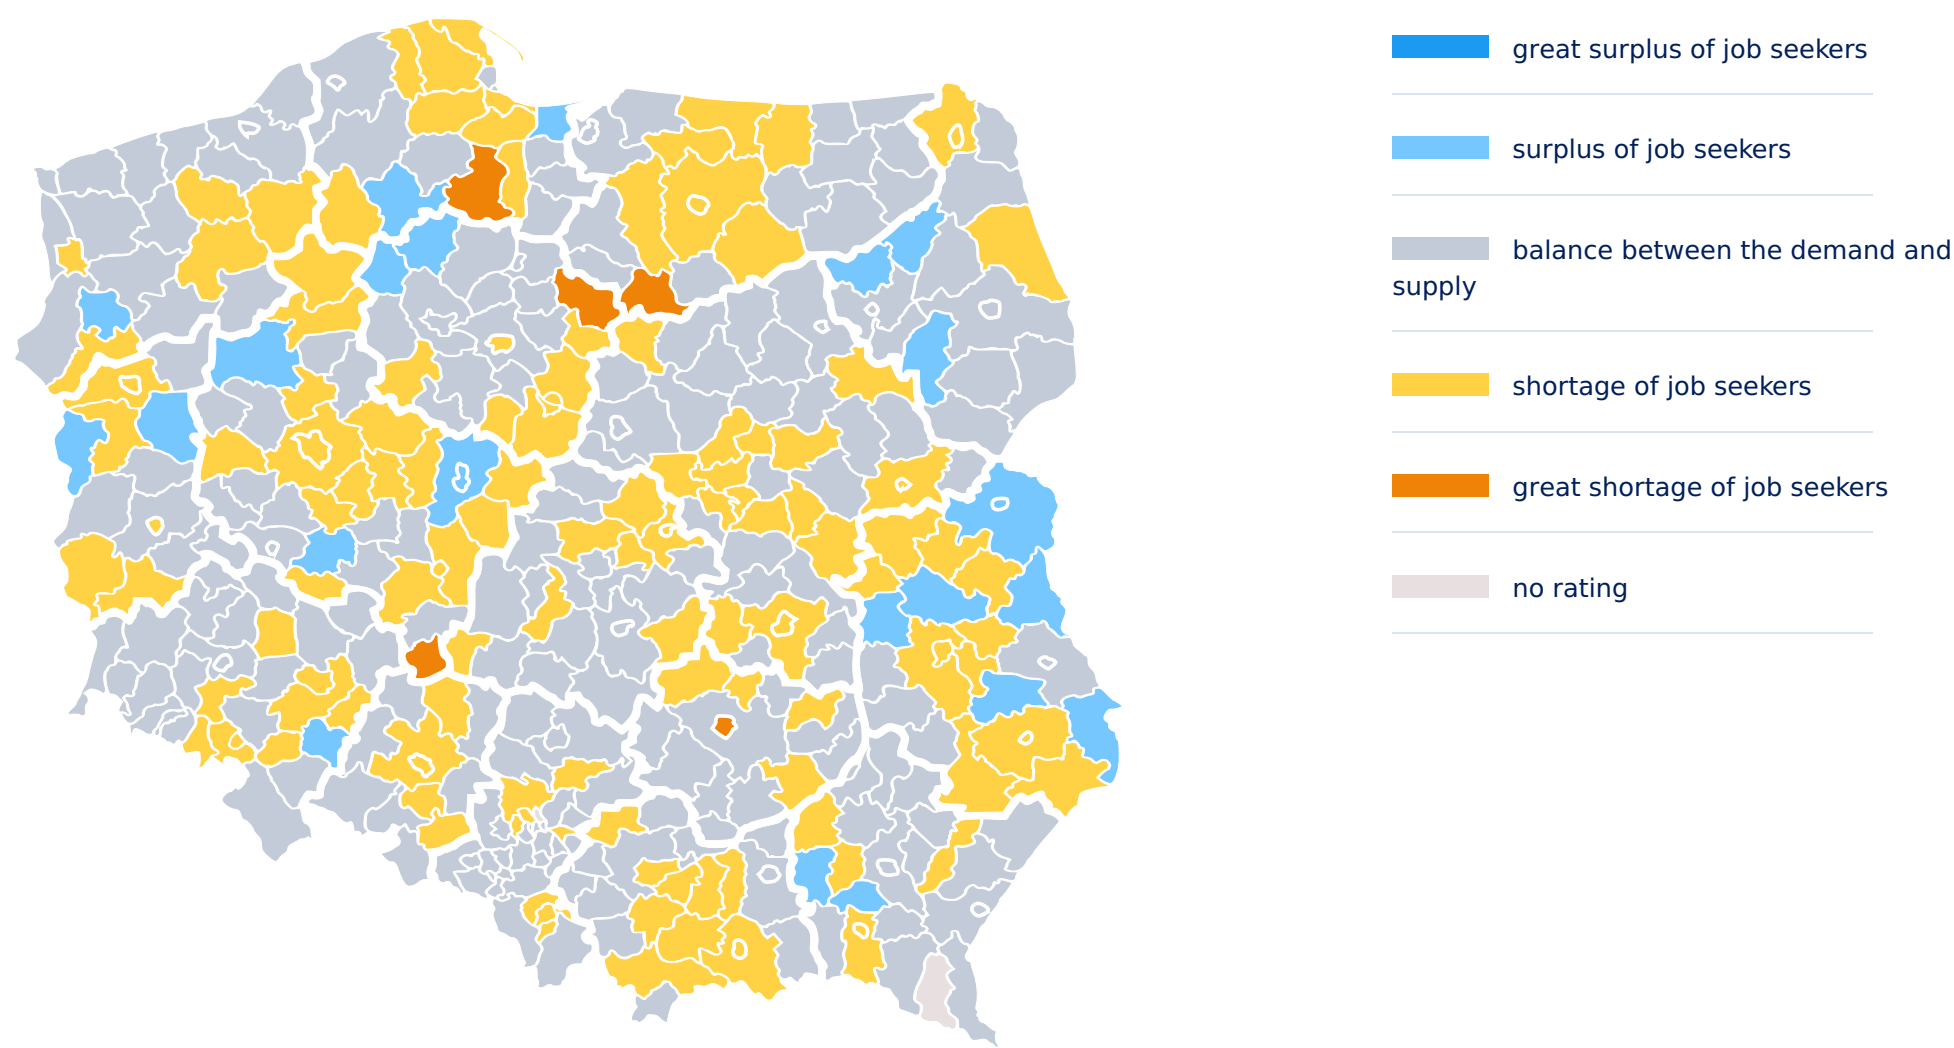 great surplus of job seekers
surplus of job seekers
balance between the demand and
supply
shortage of job seekers
great shortage of job seekers
no rating